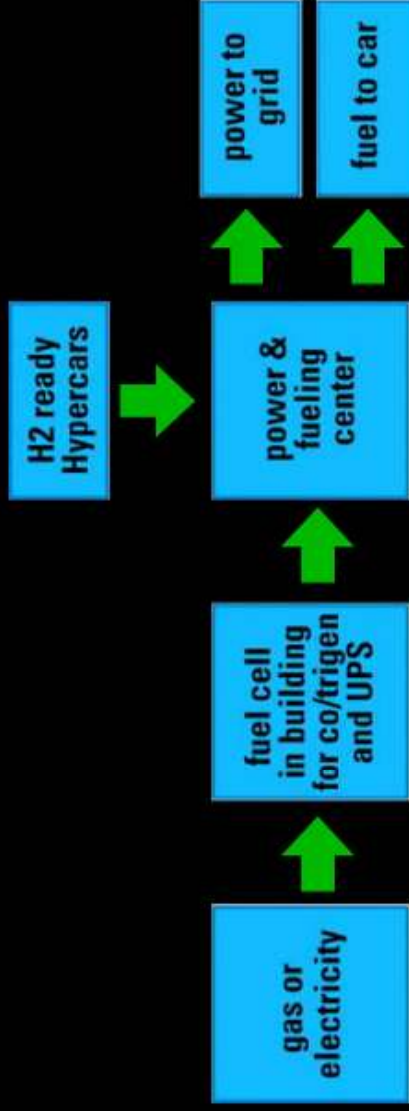 H2 ready
Hypercars
gas or
electricity
fuel cell
in building
for co/trigen
and UPS
power &
fueling
center
power to
grid
fuel to car